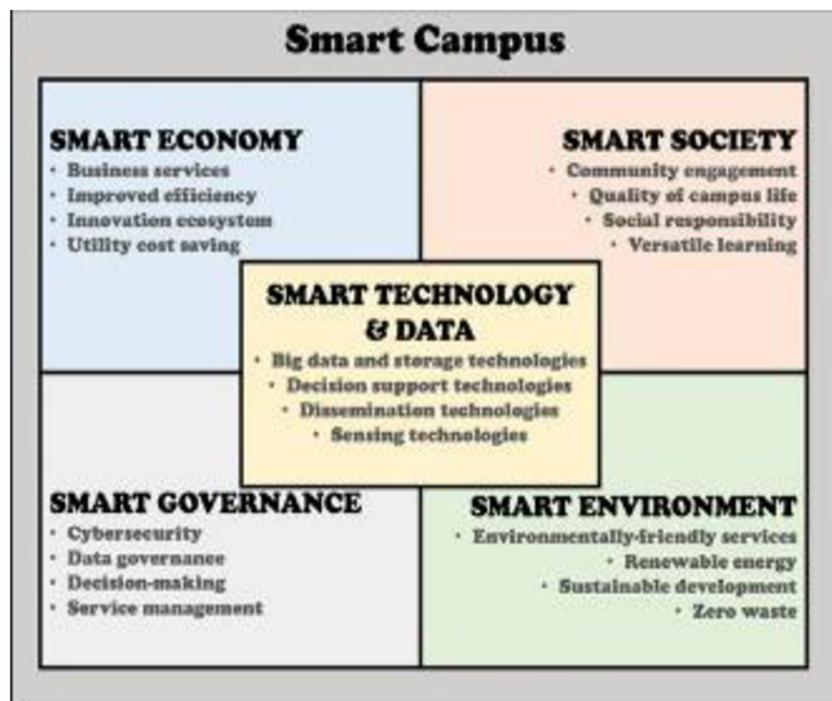 Smart Campus
SMART ECONOMY
• Business services
• Improved efficiency
• Innovation ecosystem
• Utility cost saving
SMART SOCIETY
• Community engagement
• Quality of campus life
• Social responsibility
• Versatile learning
SMART TECHNOLOGY
& DATA
• Big data and storage technologies
• Decision support technologies
• Dissemination technologies
• Sensing technologies
SMART GOVERNANCE
• Cybersecurity
• Data governance
• Decision-making
• Service management
SMART ENVIRONMENT
• Environmentally-friendly services
• Renewable energy
• Sustainable development
• Zero waste